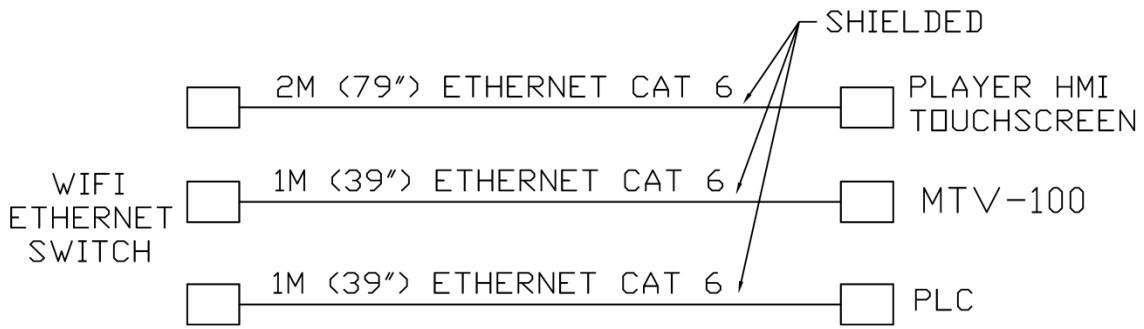 SHIELDED
2M (79") ETHERNET CAT 6
PLAYER HMI
TOUCHSCREEN
1M (39") ETHERNET CAT 6
WIFI
ETHERNET
SWITCH
MTV-100
1M (39") ETHERNET CAT 6
PLC